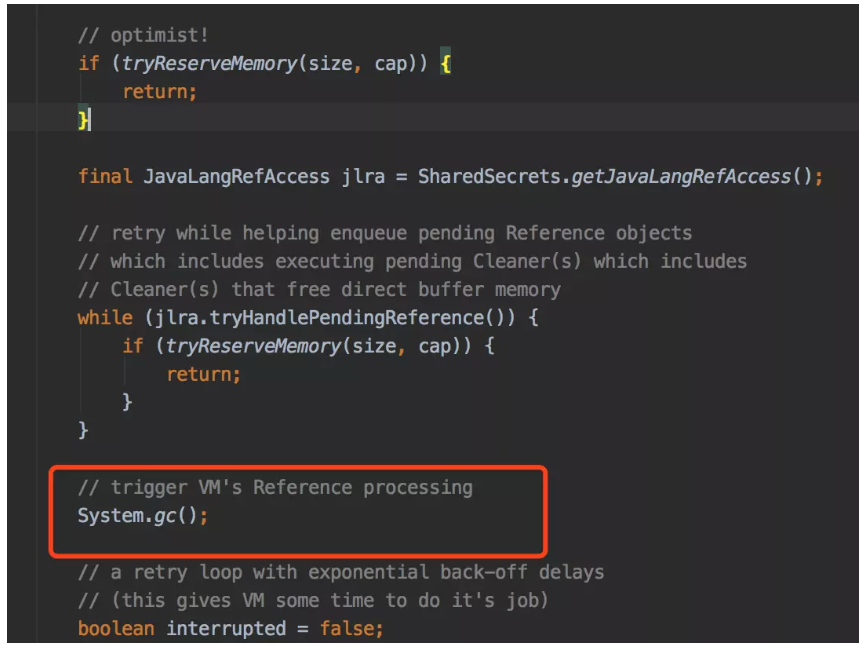 // optimist!
if (tryReserveMemory(size, cap)) {
return;
}
final JavaLangRefAccess jlra = SharedSecrets.getJavaLangRefAccess();
// retry while helping enqueue pending Reference objects
// which includes executing pending Cleaner(s) which includes
// Cleaner(s) that free direct buffer memory
while (jlra.tryHandlePendingReference()) {
if (tryReserveMemory(size, cap)) {
return;
}
}
// trigger VM's Reference processing
System.gc();
// a retry loop with exponential back-off delays
// (this gives VM some time to do it's job)
boolean interrupted = false;